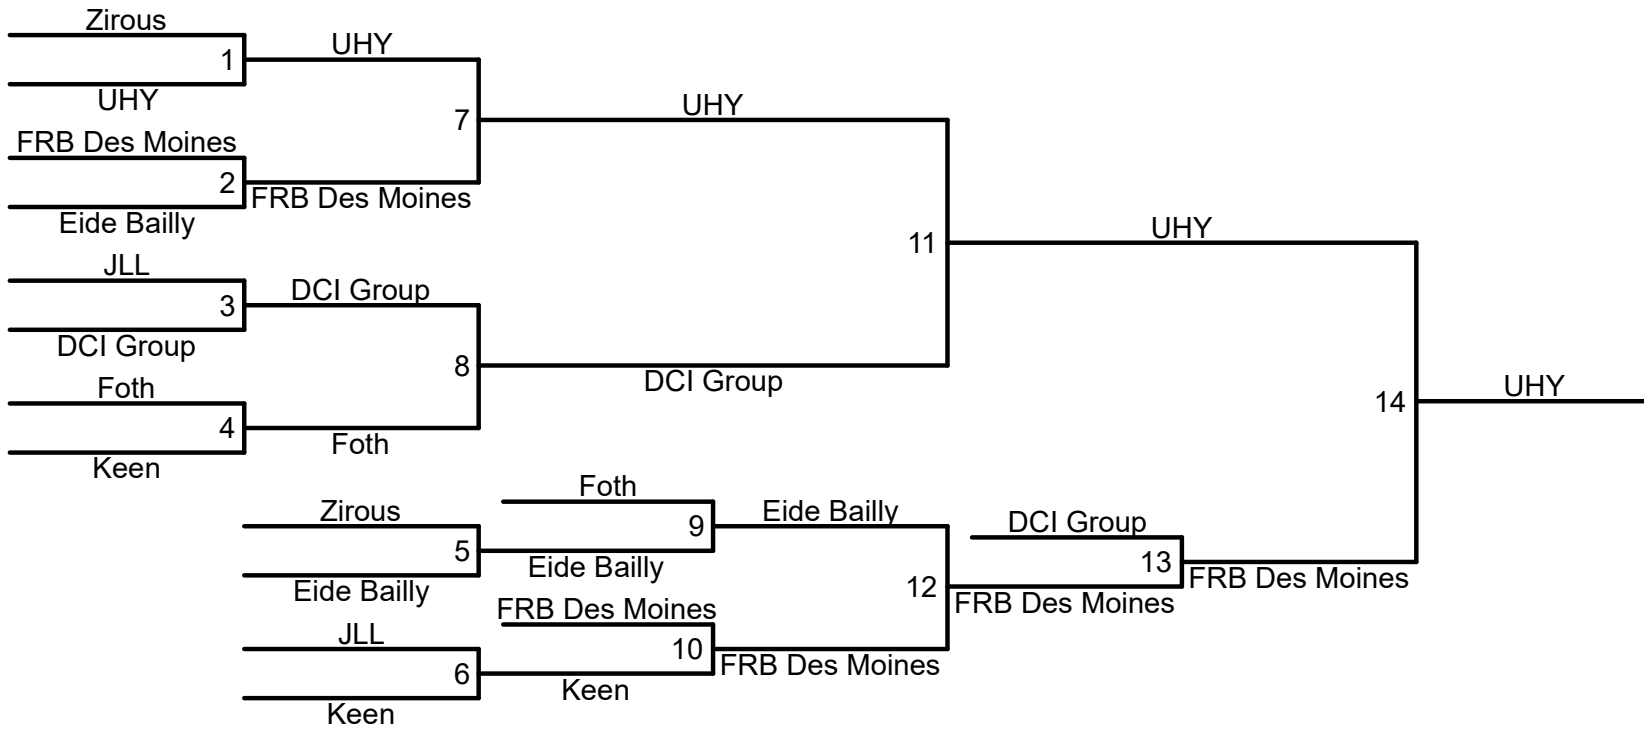 Zirous
1
UHY
UHY
FRB Des Moines
2
Eide Bailly
FRB Des Moines
7
UHY
JLL
3
DCI Group
DCI Group
Foth
4
Keen
Foth
8
DCI Group
11
UHY
Zirous
5
Eide Bailly
Foth
9
Eide Bailly
Eide Bailly
JLL
6
Keen
FRB Des Moines
10
Keen
FRB Des Moines
12
DCI Group
13
FRB Des Moines
FRB Des Moines
14
UHY